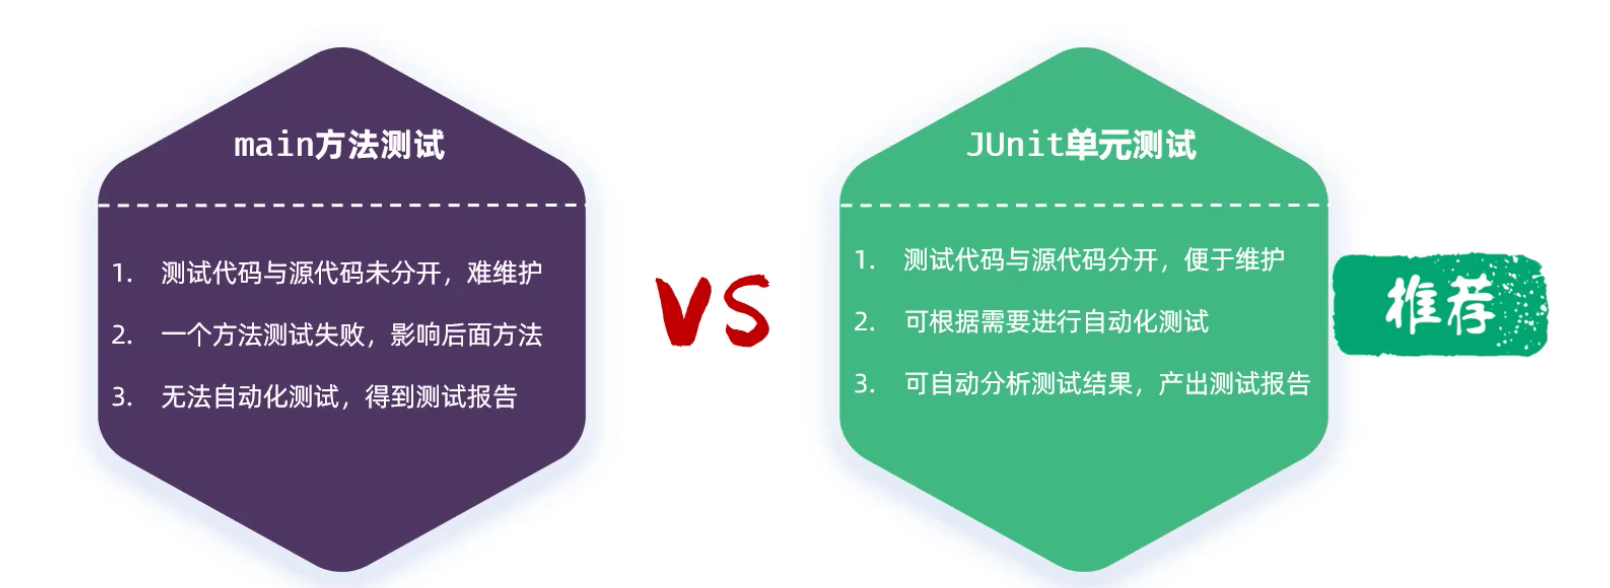 main方法测试
1. 测试代码与源代码未分开，难维护
2. 一个方法测试失败，影响后面方法
3. 无法自动化测试，得到测试报告
VS
JUnit单元测试
1. 测试代码与源代码分开，便于维护
2. 可根据需要进行自动化测试
3. 可自动分析测试结果，产出测试报告
推荐